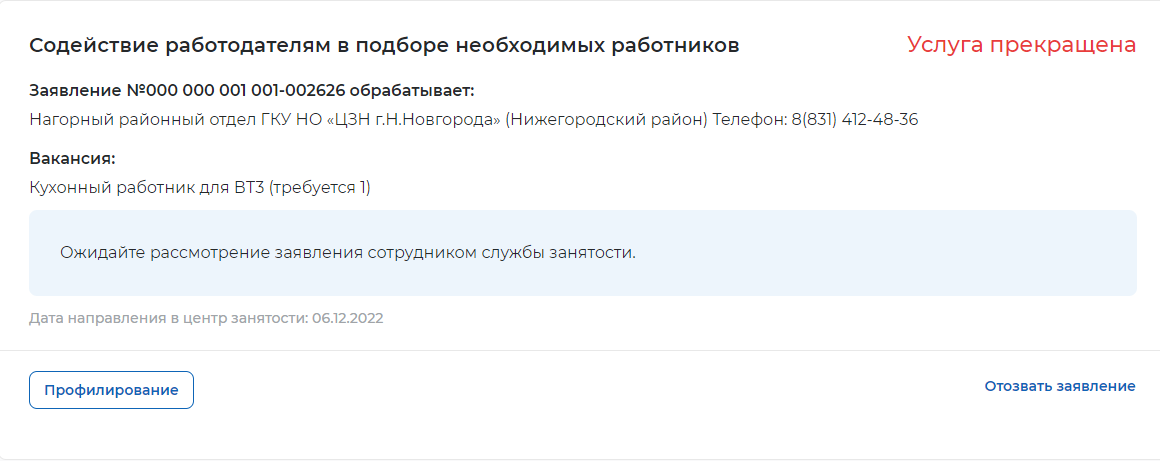 Содействие работодателям в подборе необходимых работников
Услуга прекращена
Заявление №000 000 001 001-002626 обрабатывает:
Нагорный районный отдел ГКУ НО «ЦЗН г.Н.Новгорода» (Нижегородский район) Телефон: 8(831) 412-48-36
Вакансия:
Кухонный работник для ВТЗ (требуется 1)
Ожидайте рассмотрение заявления сотрудником службы занятости.
Дата направления в центр занятости: 06.12.2022
Профилирование
Отозвать заявление